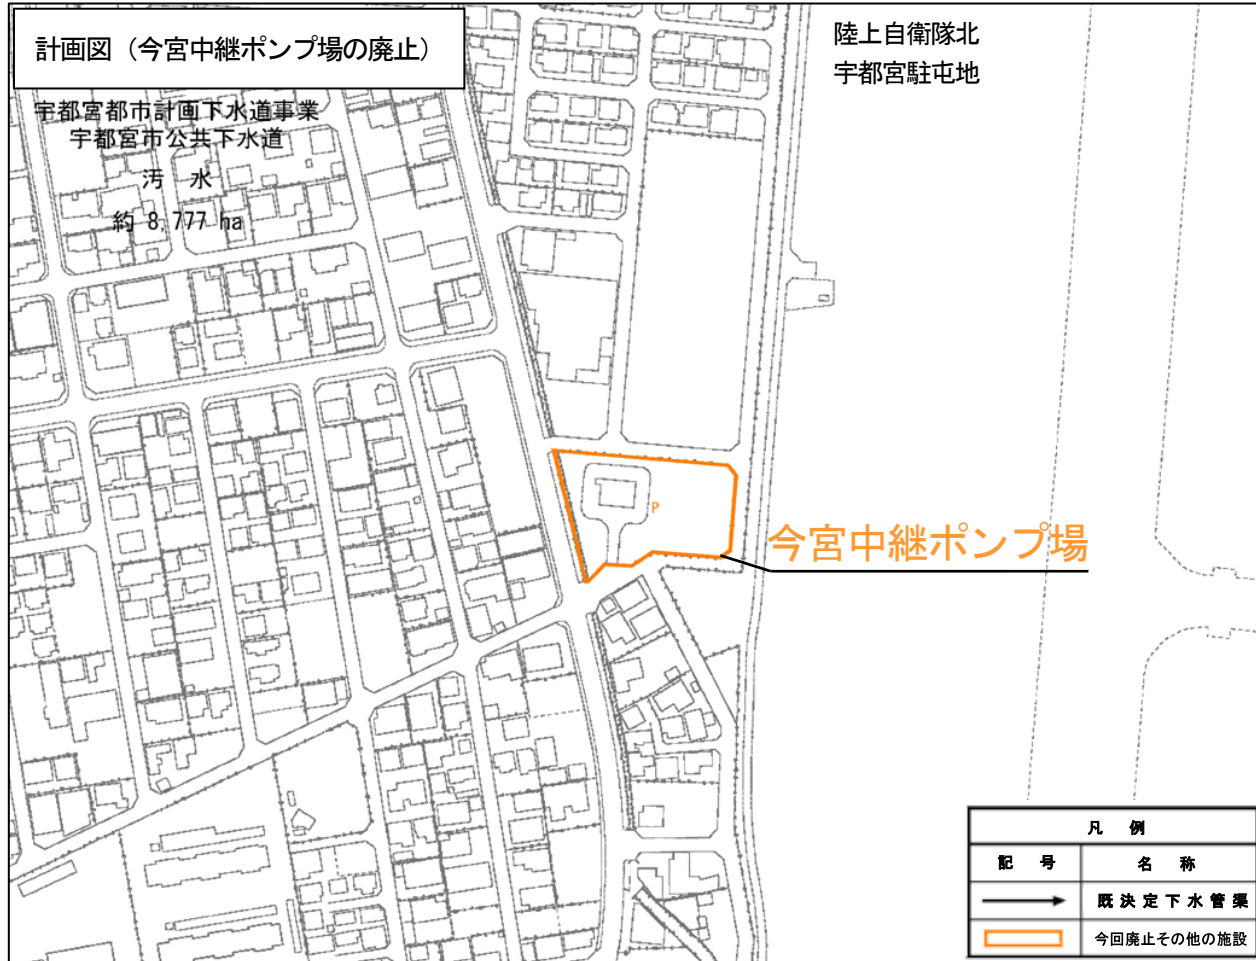 計画図（今宮中継ポンプ場の廃止）
陸上自衛隊北
宇都宮駐屯地
宇都宮都市計画下水道事業
宇都宮市公共下水道
汚 水
約 8,777 ha
P
今宮中継ポンプ場
凡 例
記 号 名 称
既決定下水管渠
今回廃止その他の施設